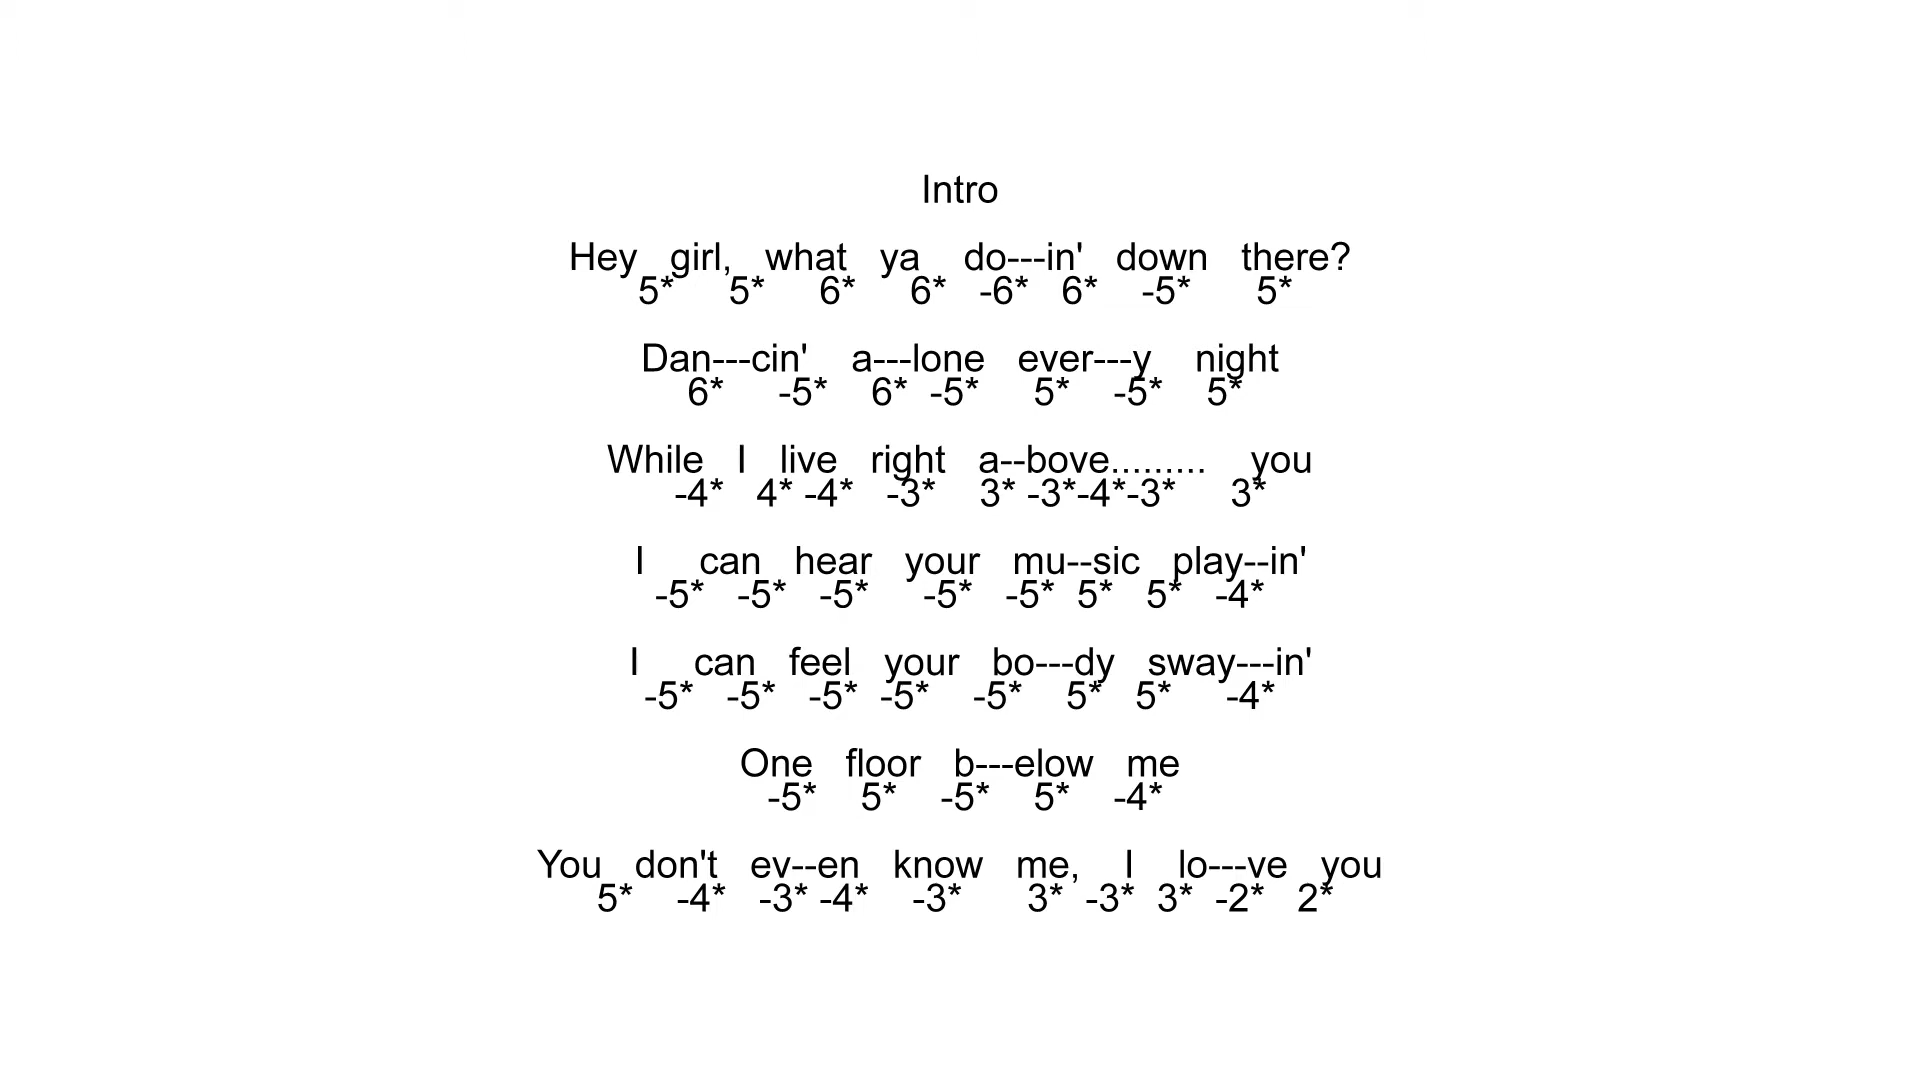 Intro
Hey girl, what ya do---in' down there?
5* 5* 6* 6* -6* 6* -5* 5*
Dan---cin' a---lone ever---y night
6* -5* 6* -5* 5* -5* 5*
While I live right a--bove......... you
-4* 4* -4* -3* 3* -3*-4*-3* 3*
I can hear your mu--sic play--in'
-5* -5* -5* -5* -5* 5* 5* -4*
I can feel your bo---dy sway---in'
-5* -5* -5* -5* -5* 5* 5* -4*
One floor b---elow me
-5* 5* -5* 5* -4*
You don't ev--en know me, I lo---ve you
5* -4* -3* -4* -3* 3* -3* 3* -2* 2*